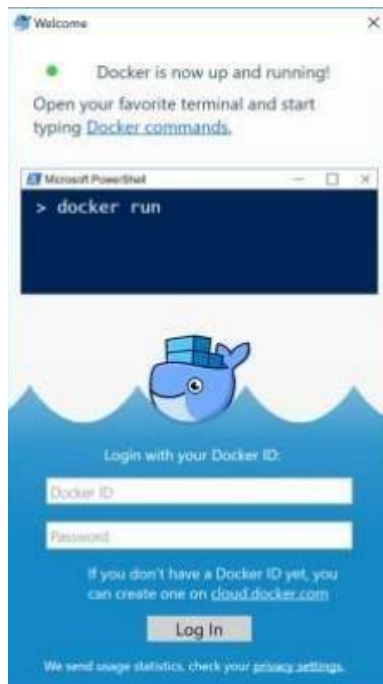 Welcome
Docker is now up and running!
Open your favorite terminal and start
typing Docker commands.
Microsoft PowerShell
> docker run
Login with your Docker ID:
Docker ID
Password
If you don't have a Docker ID yet, you
can create one on cloud.docker.com
Log In
We send usage statistics, check your privacy settings.